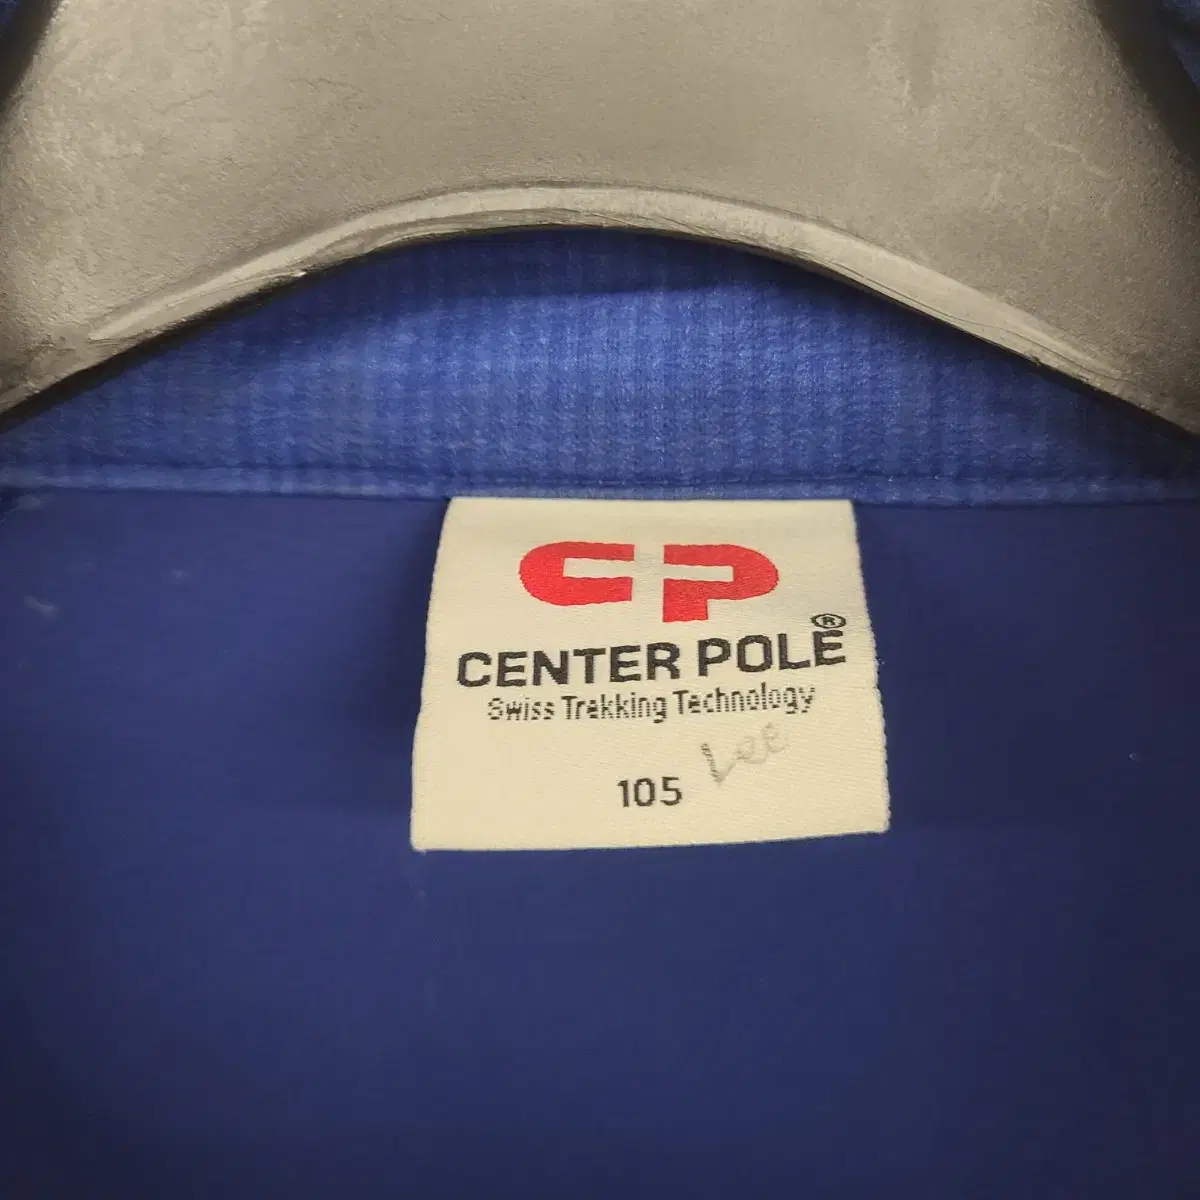 CP
CENTER POLE®
Swiss Trekking Technology
Lee
105